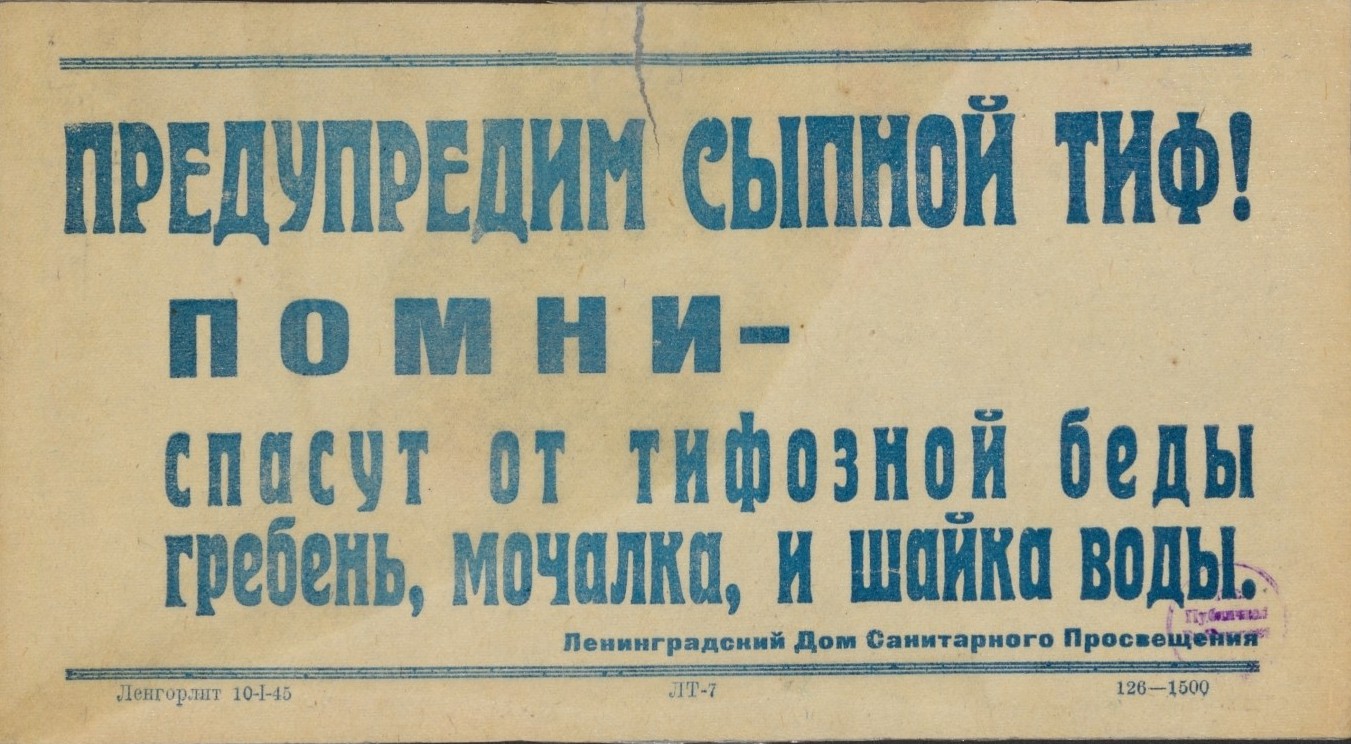 ПРЕДУПРЕДИМ СЫПНОЙ ТИФ!
ПОМНИ-
спасут от тифозной беды
гребень, мочалка, и шайка воды.
Публичная
Ленинградский Дом Санитарного Просвещения
Ленгорлит 10-I-45
ЛТ-7
126—1500